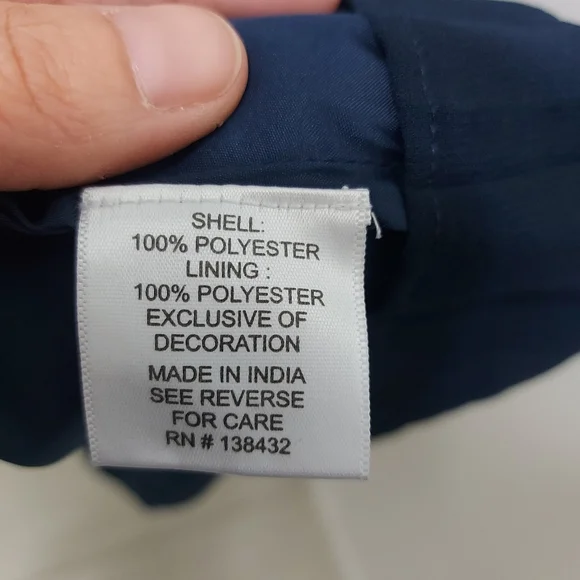 SHELL:
100% POLYESTER
LINING :
100% POLYESTER
EXCLUSIVE OF
DECORATION
MADE IN INDIA
SEE REVERSE
FOR CARE
RN # 138432